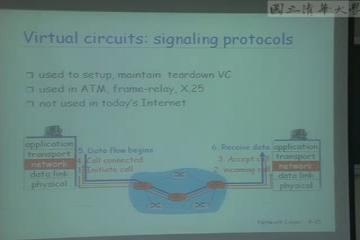 國立清華大學
Virtual circuits: signaling protocols
used to setup, maintain teardown VC
used in ATM, frame-relay, X.25
not used in today's Internet
application
transport
network
data link
physical
5. Data flow begins
4. Call connected
1. Initiate call
6. Receive data
3. Accept call
2. incoming call
application
transport
network
data link
physical
Network Layer 4-15